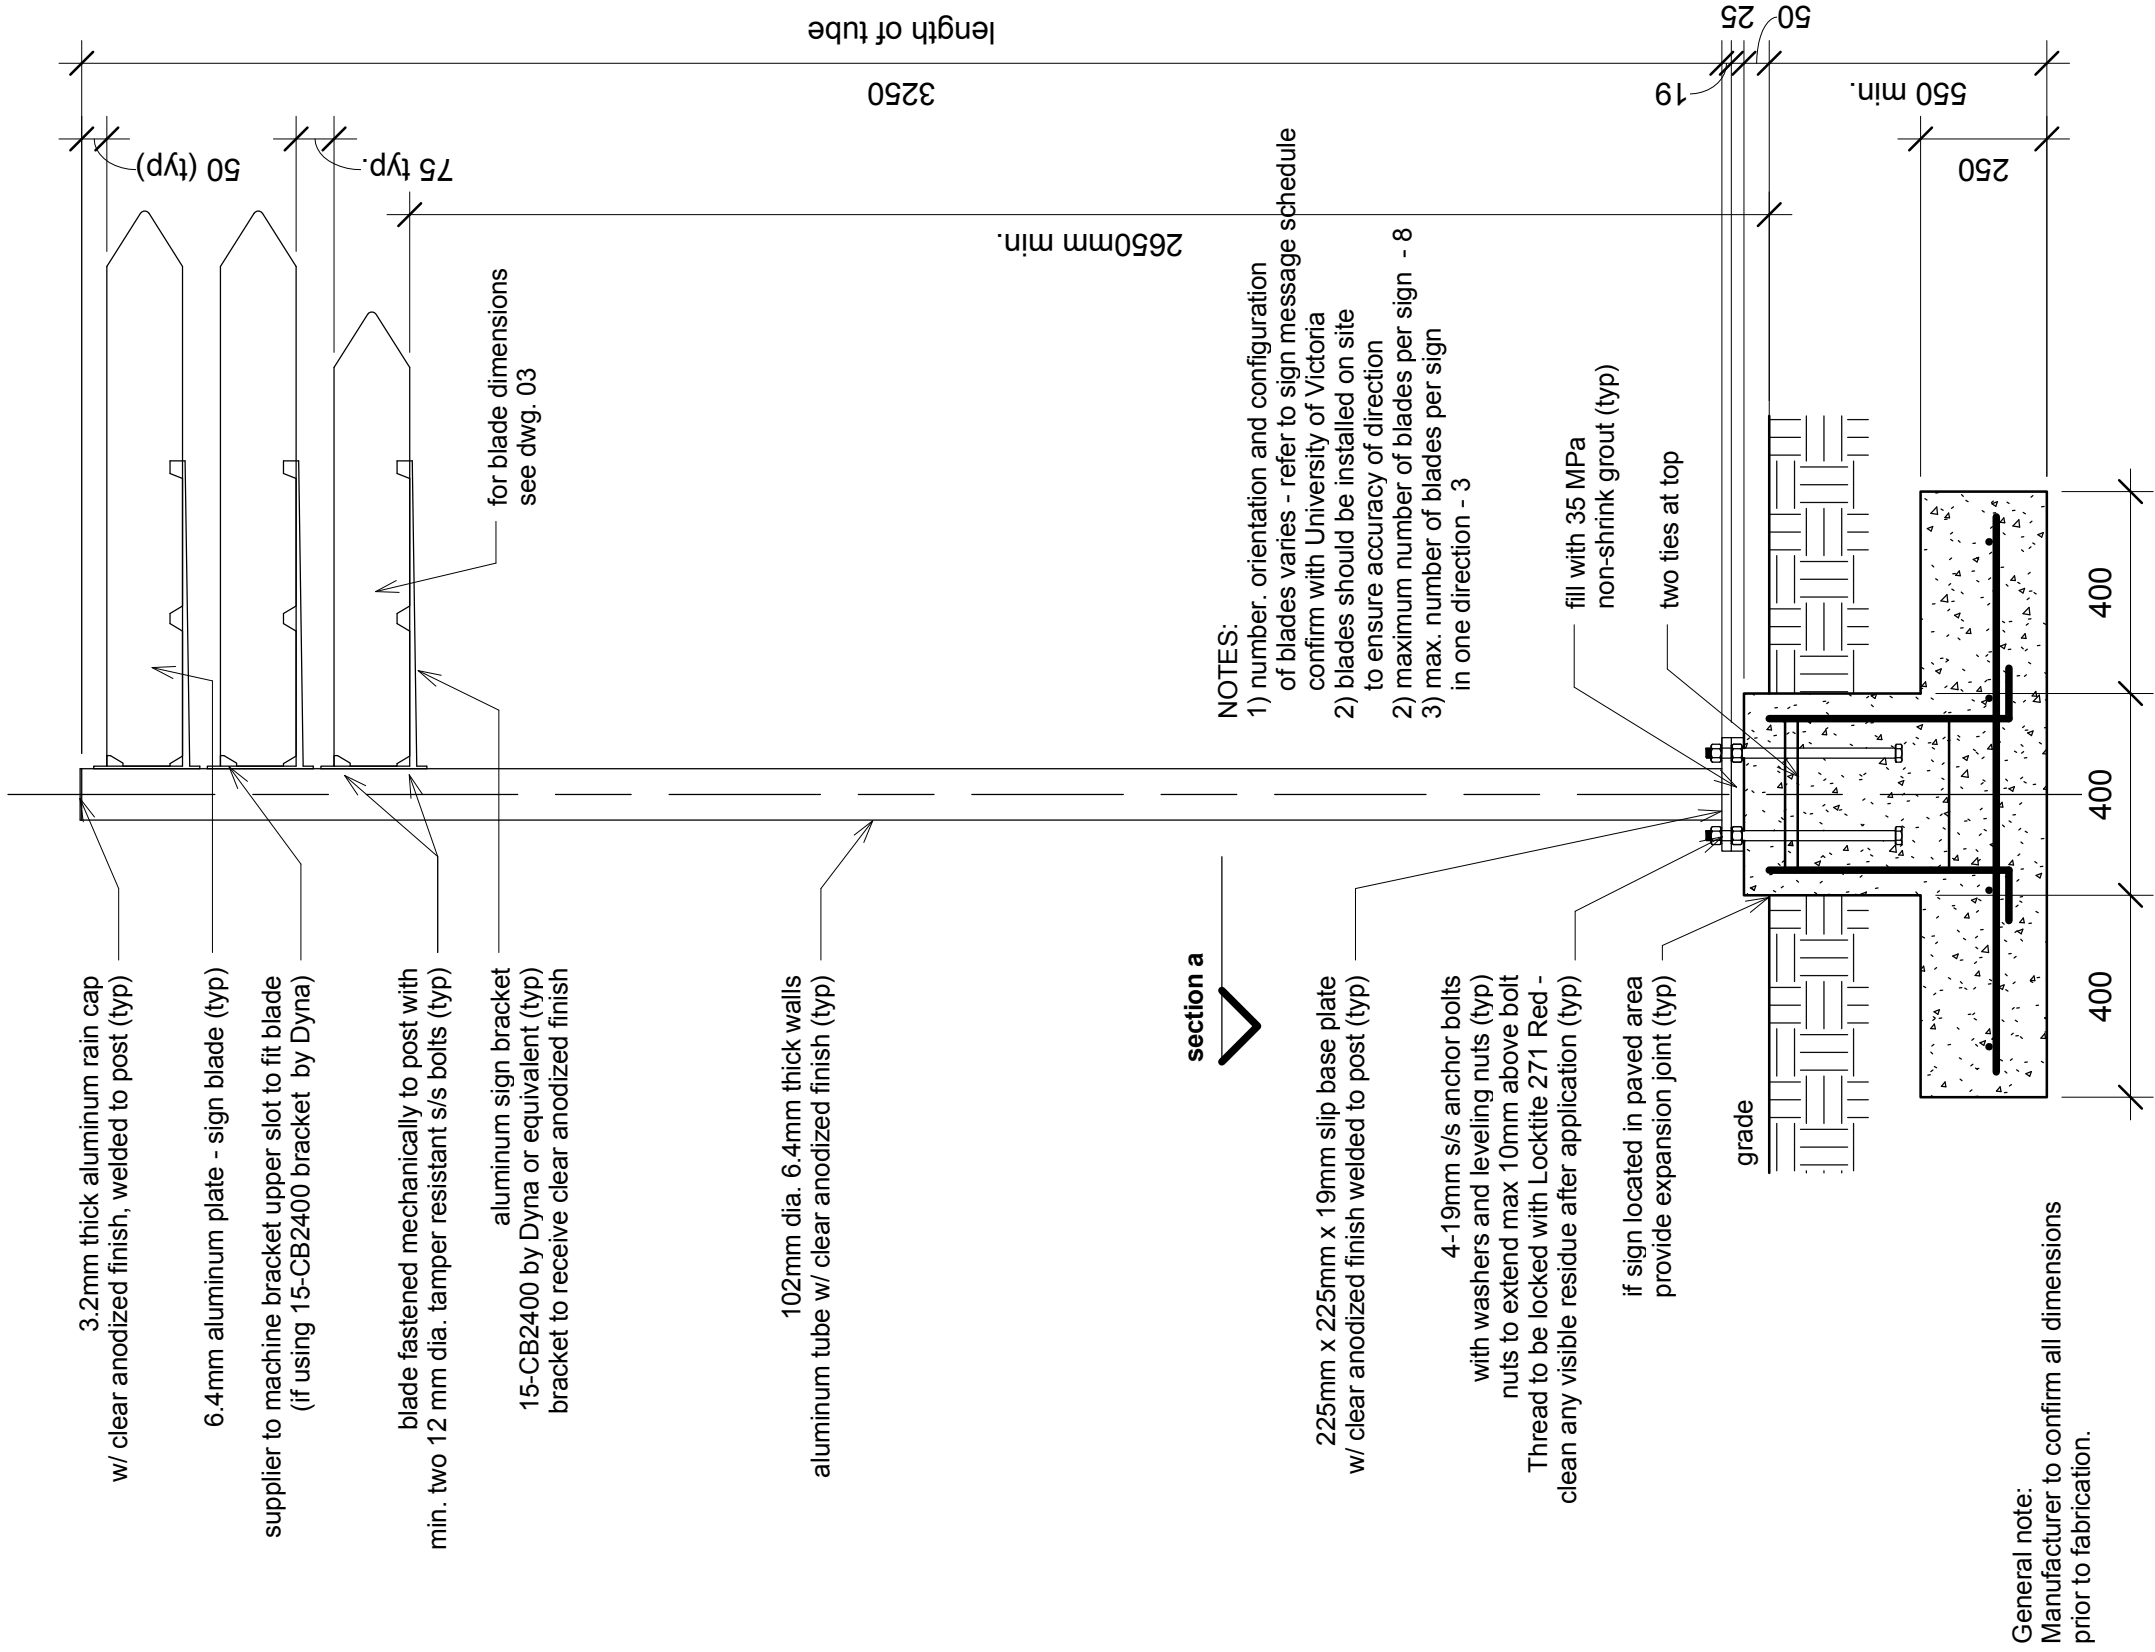 3.2mm thick aluminum rain cap
w/ clear anodized finish, welded to post (typ)
6.4mm aluminum plate - sign blade (typ)
supplier to machine bracket upper slot to fit blade
(if using 15-CB2400 bracket by Dyna)
blade fastened mechanically to post with
min. two 12 mm dia. tamper resistant s/s bolts (typ)
aluminum sign bracket
15-CB2400 by Dyna or equivalent (typ)
bracket to receive clear anodized finish
102mm dia. 6.4mm thick walls
aluminum tube w/ clear anodized finish (typ)
section a
225mm x 225mm x 19mm slip base plate
w/ clear anodized finish welded to post (typ)
4-19mm s/s anchor bolts
with washers and leveling nuts (typ)
nuts to extend max 10mm above bolt
Thread to be locked with Locktite 271 Red -
clean any visible residue after application (typ)
if sign located in paved area
provide expansion joint (typ)
grade
General note:
Manufacturer to confirm all dimensions
prior to fabrication.
for blade dimensions
see dwg. 03
NOTES:
1) number. orientation and configuration
of blades varies - refer to sign message schedule
confirm with University of Victoria
2) blades should be installed on site
to ensure accuracy of direction
2) maximum number of blades per sign - 8
3) max. number of blades per sign
in one direction - 3
fill with 35 MPa
non-shrink grout (typ)
two ties at top
50 (typ)
75 typ.
2650mm min.
length of tube
3250
19
25
50
550 min.
250
400
400
400